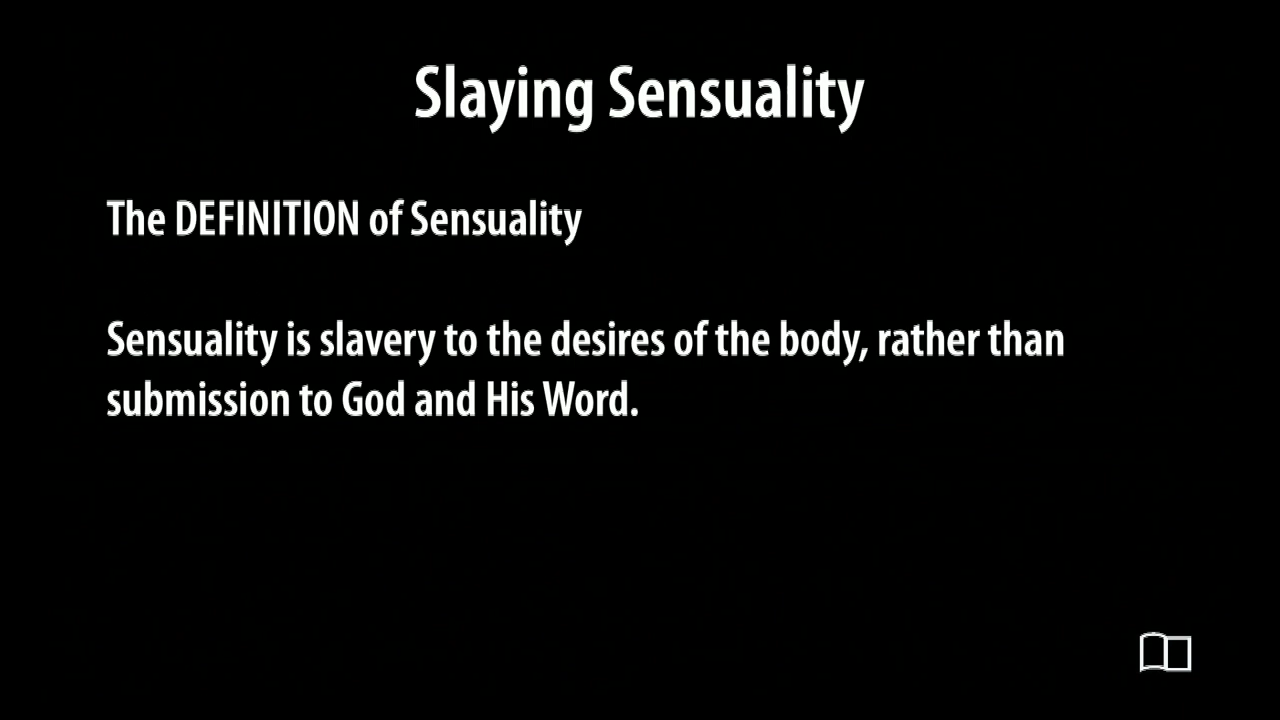 Slaying Sensuality
The DEFINITION of Sensuality
Sensuality is slavery to the desires of the body, rather than
submission to God and His Word.